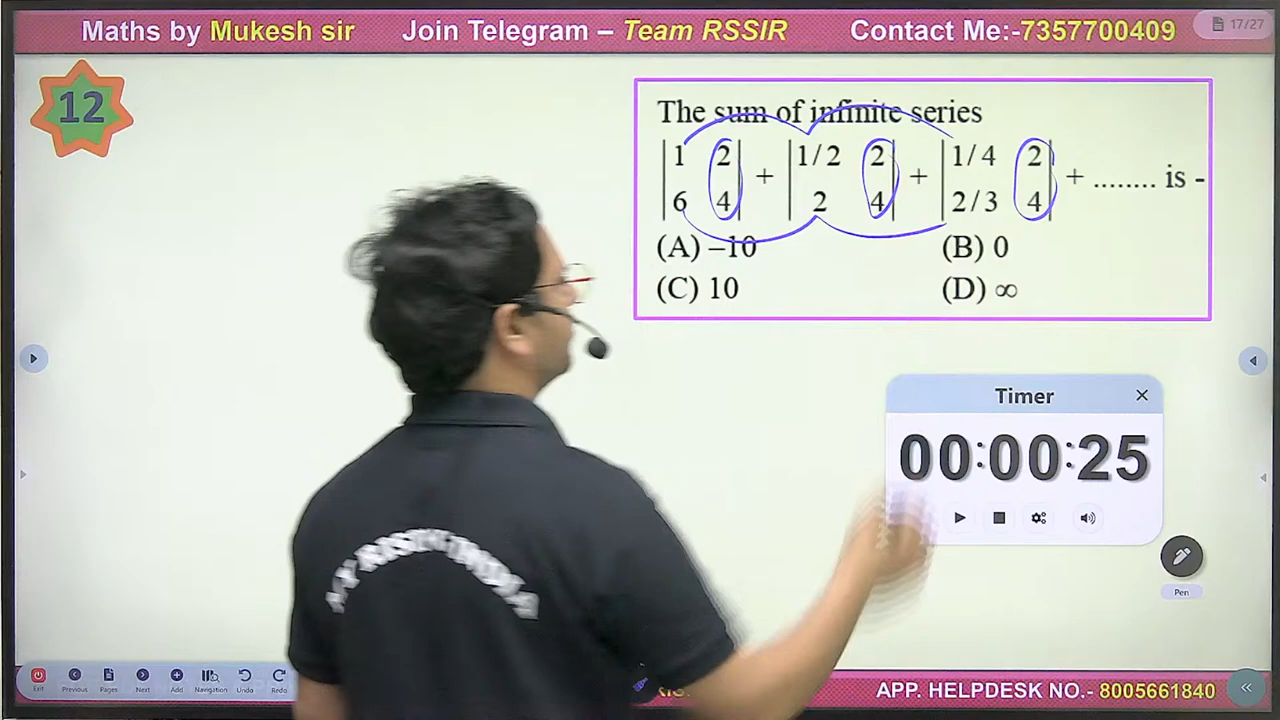 Maths by Mukesh sir Join Telegram – Team RSSIR Contact Me:-7357700409
17/27
12
The sum of infinite series
|1 2| + |1/2 2| + |1/4 2| + ........ is -
|6 4| |2 4| |2/3 4|
(A) –10 (B) 0
(C) 10 (D) ∞
Timer
00:00:25
Pen
Exit Previous Pages Next Add Navigation Undo Redo
APP. HELPDESK NO.- 8005661840